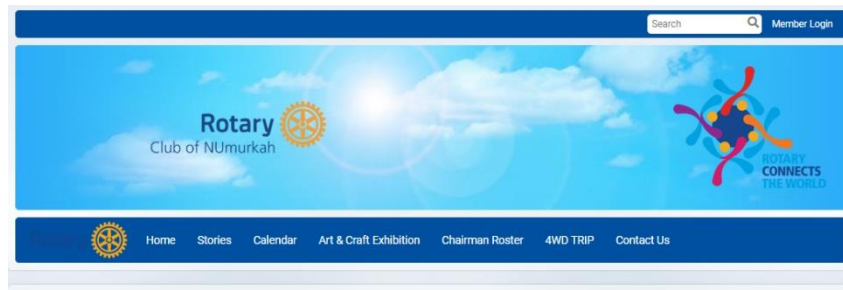 Search Member Login
Rotary
Club of NUmurkah
ROTARY
CONNECTS
THE WORLD
Rotary Home Stories Calendar Art & Craft Exhibition Chairman Roster 4WD TRIP Contact Us